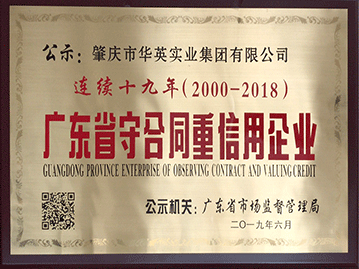 公示：肇庆市华英实业集团有限公司
连续十九年(2000-2018)
广东省守合同重信用企业
GUANGDONG PROVINCE ENTERPRISE OF OBSERVING CONTRACT AND VALUING CREDIT
公示机关：广东省市场监督管理局
二〇一九年六月